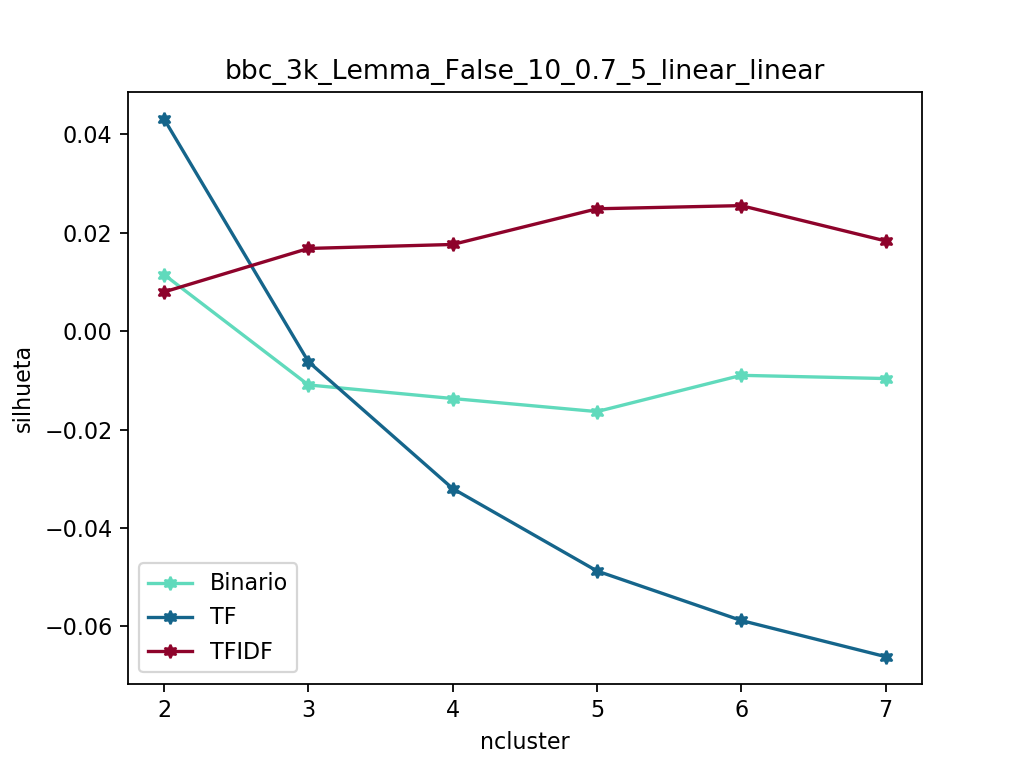 bbc_3k_Lemma_False_10_0.7_5_linear_linear
0.04
0.02
0.00
−0.02
−0.04
−0.06
silhueta
Binario
TF
TFIDF
2 3 4 5 6 7
ncluster